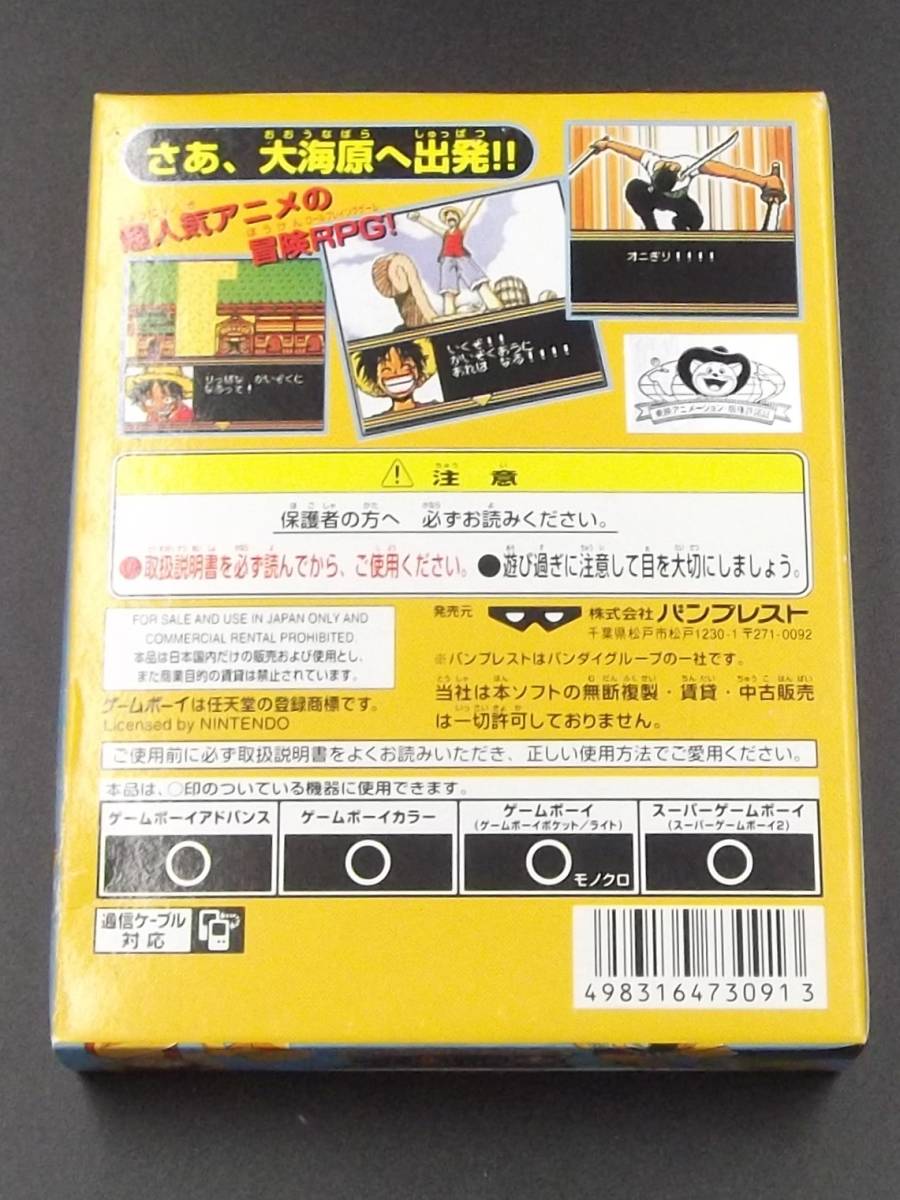 さあ、大海原へ出発!!
超人気アニメの
冒険RPG!
オニぎり!!!!
いくぞ!!
かいぞくおうに
おれは なる!!!!
りっぱな かいぞくに
なるって!
東映アニメーション・版権許諾証
注意
保護者の方へ 必ずお読みください。
●取扱説明書を必ず読んでから、ご使用ください。 ●遊び過ぎに注意して目を大切にしましょう。
FOR SALE AND USE IN JAPAN ONLY AND
COMMERCIAL RENTAL PROHIBITED.
本品は日本国内だけの販売および使用とし、
また商業目的の賃貸は禁止されています。
ゲームボーイは任天堂の登録商標です。
Licensed by NINTENDO
発売元 株式会社 バンプレスト
千葉県松戸市松戸1230-1 〒271-0092
※バンプレストはバンダイグループの一社です。
当社は本ソフトの無断複製・賃貸・中古販売
は一切許可しておりません。
ご使用前に必ず取扱説明書をよくお読みいただき、正しい使用方法でご愛用ください。
本品は、○印のついている機器に使用できます。
ゲームボーイアドバンス ゲームボーイカラー ゲームボーイ スーパーゲームボーイ
(ゲームボーイポケット/ライト) (スーパーゲームボーイ2)
○ ○ ○ モノクロ ○
通信ケーブル
対応
4983164730913